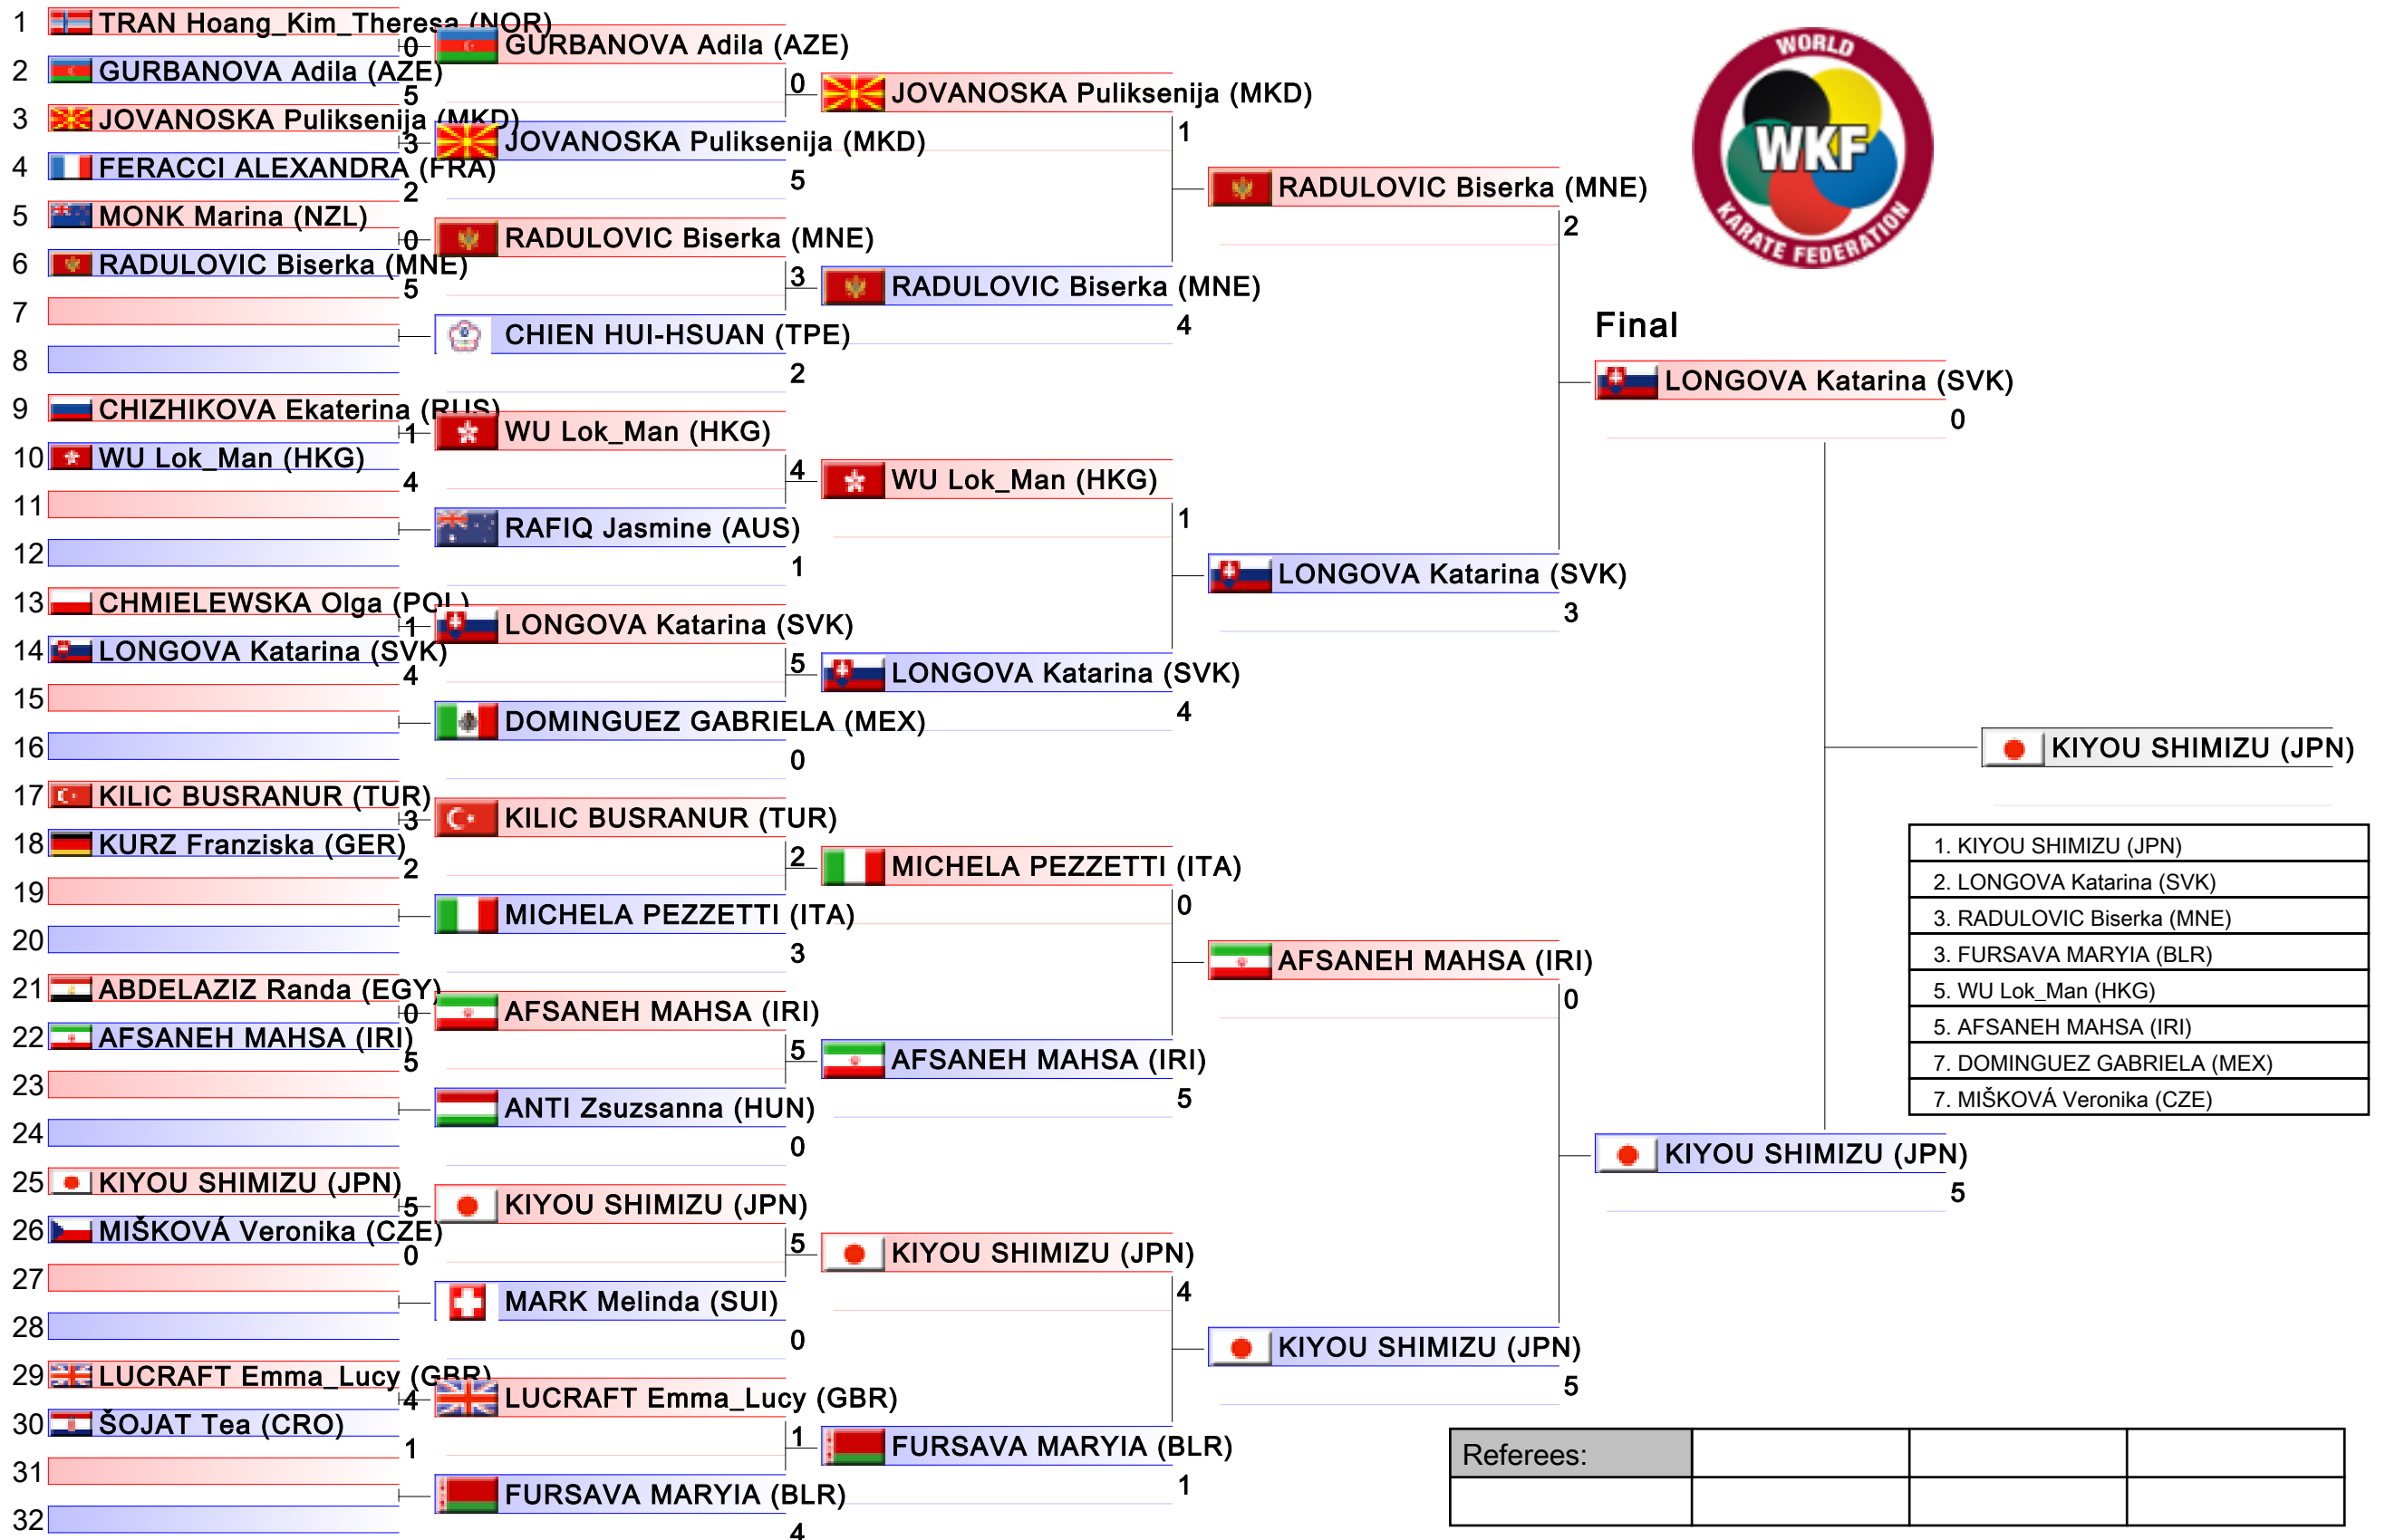 1 TRAN Hoang_Kim_Theresa (NOR)
0
2 GURBANOVA Adila (AZE)
5
3 JOVANOSKA Puliksenija (MKD)
3
4 FERACCI ALEXANDRA (FRA)
2
5 MONK Marina (NZL)
0
6 RADULOVIC Biserka (MNE)
5
7
8
9 CHIZHIKOVA Ekaterina (RUS)
1
10 WU Lok_Man (HKG)
4
11
12
13 CHMIELEWSKA Olga (POL)
1
14 LONGOVA Katarina (SVK)
4
15
16
17 KILIC BUSRANUR (TUR)
3
18 KURZ Franziska (GER)
2
19
20
21 ABDELAZIZ Randa (EGY)
0
22 AFSANEH MAHSA (IRI)
5
23
24
25 KIYOU SHIMIZU (JPN)
5
26 MIŠKOVÁ Veronika (CZE)
0
27
28
29 LUCRAFT Emma_Lucy (GBR)
4
30 ŠOJAT Tea (CRO)
1
31
32
GURBANOVA Adila (AZE)
0
JOVANOSKA Puliksenija (MKD)
5
RADULOVIC Biserka (MNE)
3
CHIEN HUI-HSUAN (TPE)
2
WU Lok_Man (HKG)
4
RAFIQ Jasmine (AUS)
1
LONGOVA Katarina (SVK)
5
DOMINGUEZ GABRIELA (MEX)
0
KILIC BUSRANUR (TUR)
2
MICHELA PEZZETTI (ITA)
3
AFSANEH MAHSA (IRI)
5
ANTI Zsuzsanna (HUN)
0
KIYOU SHIMIZU (JPN)
5
MARK Melinda (SUI)
0
LUCRAFT Emma_Lucy (GBR)
1
FURSAVA MARYIA (BLR)
4
JOVANOSKA Puliksenija (MKD)
1
RADULOVIC Biserka (MNE)
4
WU Lok_Man (HKG)
1
LONGOVA Katarina (SVK)
4
MICHELA PEZZETTI (ITA)
0
AFSANEH MAHSA (IRI)
5
KIYOU SHIMIZU (JPN)
4
FURSAVA MARYIA (BLR)
1
RADULOVIC Biserka (MNE)
2
LONGOVA Katarina (SVK)
3
AFSANEH MAHSA (IRI)
0
KIYOU SHIMIZU (JPN)
5
WORLD
WKF
KARATE FEDERATION
Final
LONGOVA Katarina (SVK)
0
KIYOU SHIMIZU (JPN)
5
KIYOU SHIMIZU (JPN)
1. KIYOU SHIMIZU (JPN)
2. LONGOVA Katarina (SVK)
3. RADULOVIC Biserka (MNE)
3. FURSAVA MARYIA (BLR)
5. WU Lok_Man (HKG)
5. AFSANEH MAHSA (IRI)
7. DOMINGUEZ GABRIELA (MEX)
7. MIŠKOVÁ Veronika (CZE)
Referees: